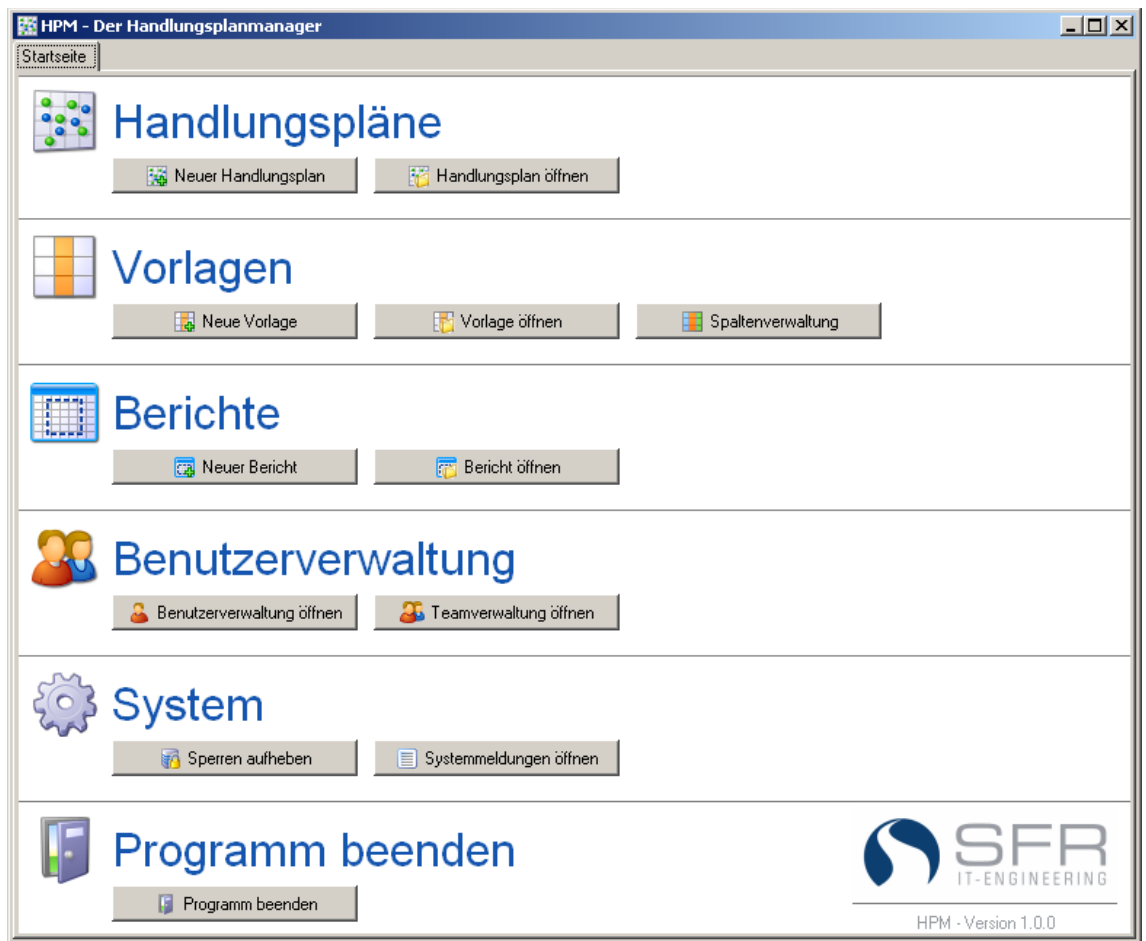 HPM - Der Handlungsplanmanager
Startseite
Handlungspläne
Neuer Handlungsplan Handlungsplan öffnen
Vorlagen
Neue Vorlage Vorlage öffnen Spaltenverwaltung
Berichte
Neuer Bericht Bericht öffnen
Benutzerverwaltung
Benutzerverwaltung öffnen Teamverwaltung öffnen
System
Sperren aufheben Systemmeldungen öffnen
Programm beenden
Programm beenden
SFR
IT-ENGINEERING
HPM - Version 1.0.0